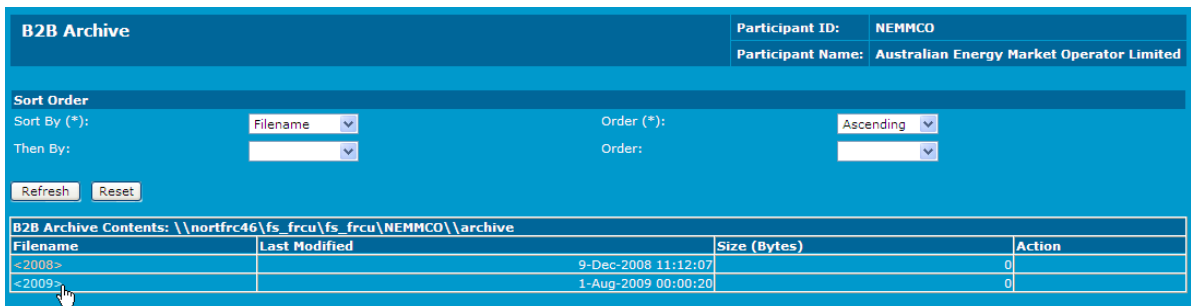 B2B Archive
Participant ID: NEMMCO
Participant Name: Australian Energy Market Operator Limited
Sort Order
Sort By (*): Filename Order (*): Ascending
Then By: Order:
Refresh Reset
B2B Archive Contents: \\nortfrc46\fs_frcu\fs_frcu\NEMMCO\\archive
Filename Last Modified Size (Bytes) Action
<2008> 9-Dec-2008 11:12:07 0
<2009> 1-Aug-2009 00:00:20 0